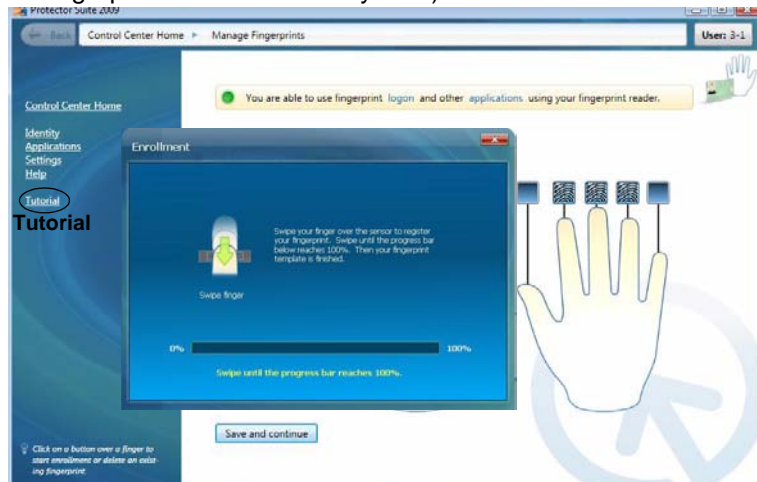 Protector Suite 2009
Back
Control Center Home
Manage Fingerprints
User: 3-1
Control Center Home
You are able to use fingerprint logon and other applications using your fingerprint reader.
Identity
Applications
Settings
Help
Tutorial
Tutorial
Enrollment
Swipe your finger over the sensor to register
your fingerprint. Swipe until the progress bar
below reaches 100%. Then your fingerprint
template is finished.
Swipe finger
0%
100%
Swipe until the progress bar reaches 100%.
Save and continue
Click on a button over a finger to
start enrollment or delete an exist-
ing fingerprint